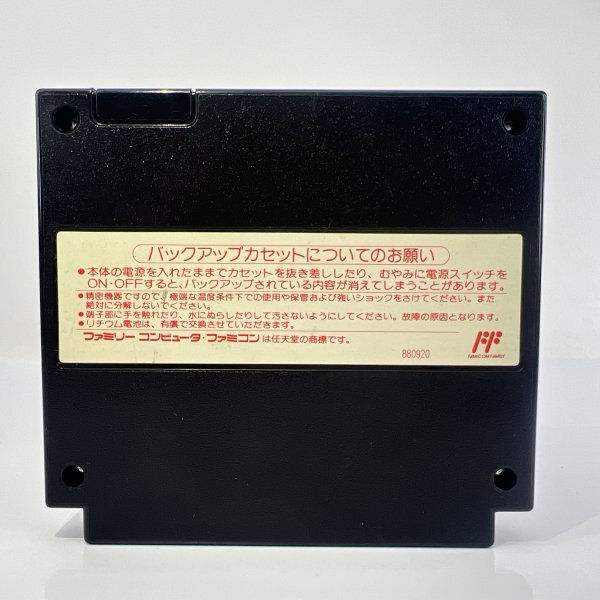 バックアップカセットについてのお願い
●本体の電源を入れたままでカセットを抜き差ししたり、むやみに電源スイッチを
ON・OFFすると、バックアップされている内容が消えてしまうことがあります。
●精密機器ですので、極端な温度条件下での使用や保管および強いショックをさけてください。また
絶対に分解しないでください。
●端子部に手を触れたり、水にぬらしたりして汚さないようにしてください。故障の原因となります。
●リチウム電池は、有償で交換させていただきます。
ファミリー コンピュータ・ファミコンは任天堂の商標です。
880920
FAMICOM FAMILY